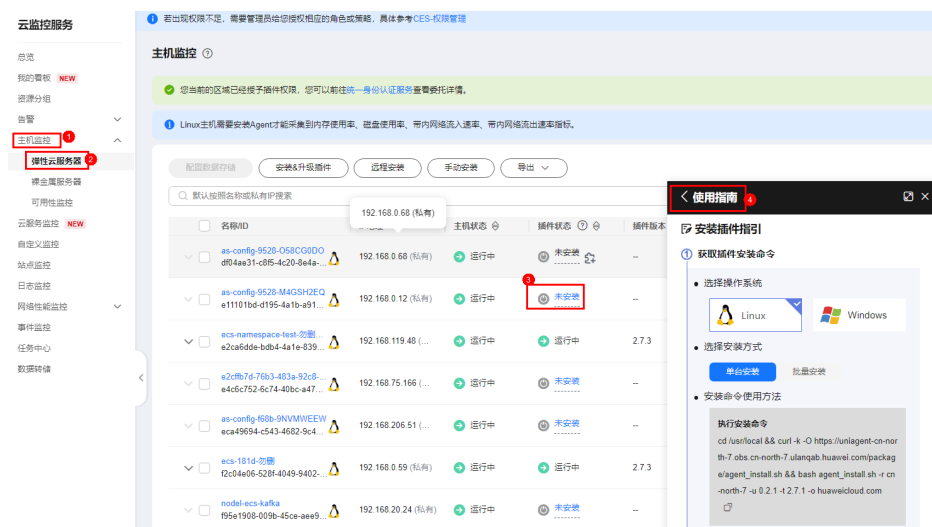 云监控服务
总览
我的看板 NEW
资源分组
告警
主机监控 1
弹性云服务器 2
裸金属服务器
可用性监控
云服务监控 NEW
自定义监控
站点监控
日志监控
网络性能监控
事件监控
任务中心
数据转储
若出现权限不足，需要管理员给您授权相应的角色或策略，具体参考CES-权限管理
主机监控
您当前的区域已经授予插件权限，您可以前往统一身份认证服务查看委托详情。
Linux主机需要安装Agent才能采集到内存使用率、磁盘使用率、带内网络流入速率、带内网络流出速率指标。
配置数据存储 安装&升级插件 远程安装 手动安装 导出
默认按照名称或私有IP搜索
192.168.0.68 (私有)
名称/ID 主机状态 插件状态 插件版本
as-config-9528-O58CG0DO
df04ae31-c8f5-4c20-8e4a-... 192.168.0.68 (私有) 运行中 未安装 --
3
as-config-9528-M4GSH2EQ
e11101bd-d195-4a1b-a91... 192.168.0.12 (私有) 运行中 未安装 --
ecs-namespace-test-勿删...
e2ca6dde-bdb4-4a1e-839... 192.168.119.48 (... 运行中 运行中 2.7.3
e2cffb7d-76b3-483a-92c8-...
e4c6c752-6c74-40bc-a47... 192.168.75.166 (... 运行中 未安装 --
as-config-f68b-9NVMWEEW
eca49694-c543-4682-9c4... 192.168.206.51 (... 运行中 未安装 --
ecs-181d-勿删
f2c04e06-528f-4049-9402-... 192.168.0.59 (私有) 运行中 运行中 2.7.3
nodel-ecs-kafka
f95e1908-009b-45ce-aee9... 192.168.20.24 (私有) 运行中 未安装 --
使用指南 4
安装插件指引
1 获取插件安装命令
选择操作系统
Linux Windows
选择安装方式
单台安装 批量安装
安装命令使用方法
执行安装命令
cd /usr/local && curl -k -O https://uniagent-cn-nor
th-7.obs.cn-north-7.ulanqab.huawei.com/packag
e/agent_install.sh && bash agent_install.sh -r cn
-north-7 -u 0.2.1 -t 2.7.1 -o huaweicloud.com